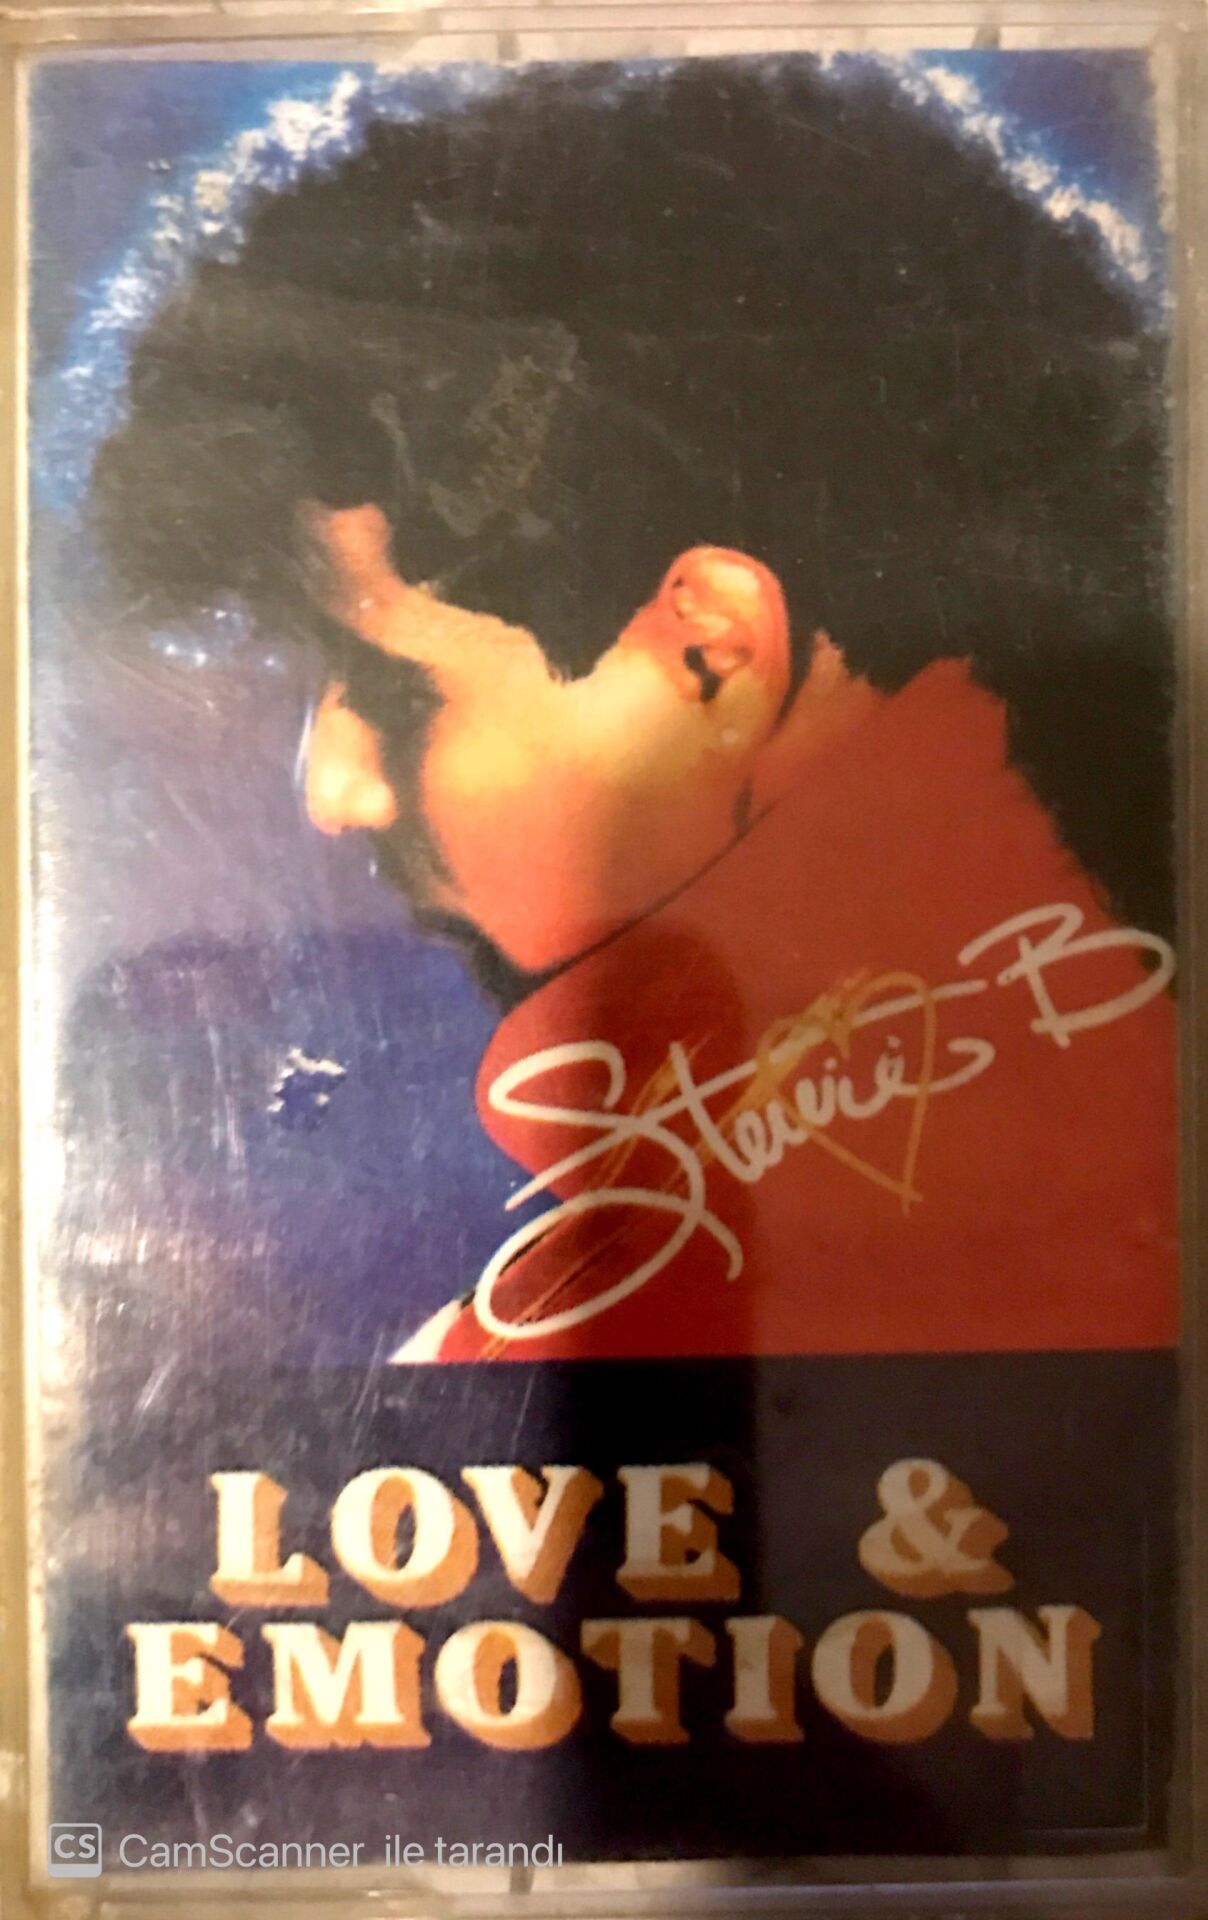 Stevie B
LOVE &
EMOTION
CS CamScanner ile tarandı